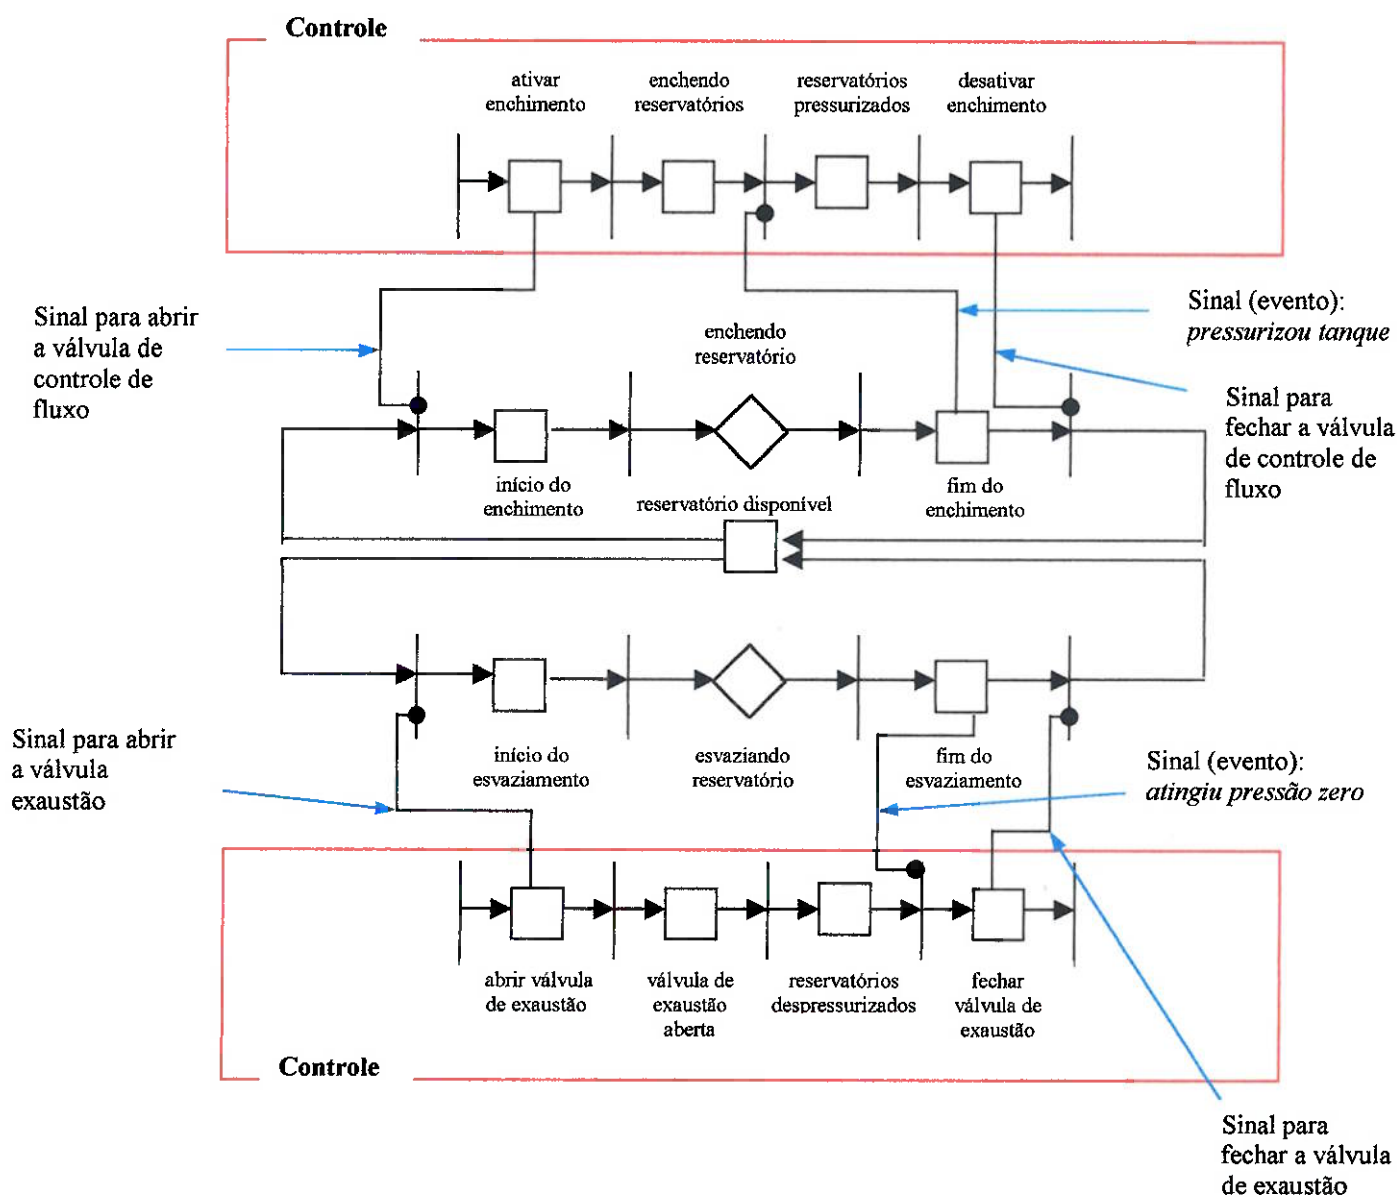 Controle
ativar
enchimento
enchendo
reservatórios
reservatórios
pressurizados
desativar
enchimento
Sinal para abrir
a válvula de
controle de
fluxo
Sinal (evento):
pressurizou tanque
enchendo
reservatório
Sinal para
fechar a válvula
de controle de
fluxo
início do
enchimento
reservatório disponível
fim do
enchimento
Sinal para abrir
a válvula
exaustão
início do
esvaziamento
esvaziando
reservatório
fim do
esvaziamento
Sinal (evento):
atingiu pressão zero
abrir válvula
de exaustão
válvula de
exaustão
aberta
reservatórios
despressurizados
fechar
válvula de
exaustão
Controle
Sinal para
fechar a válvula
de exaustão